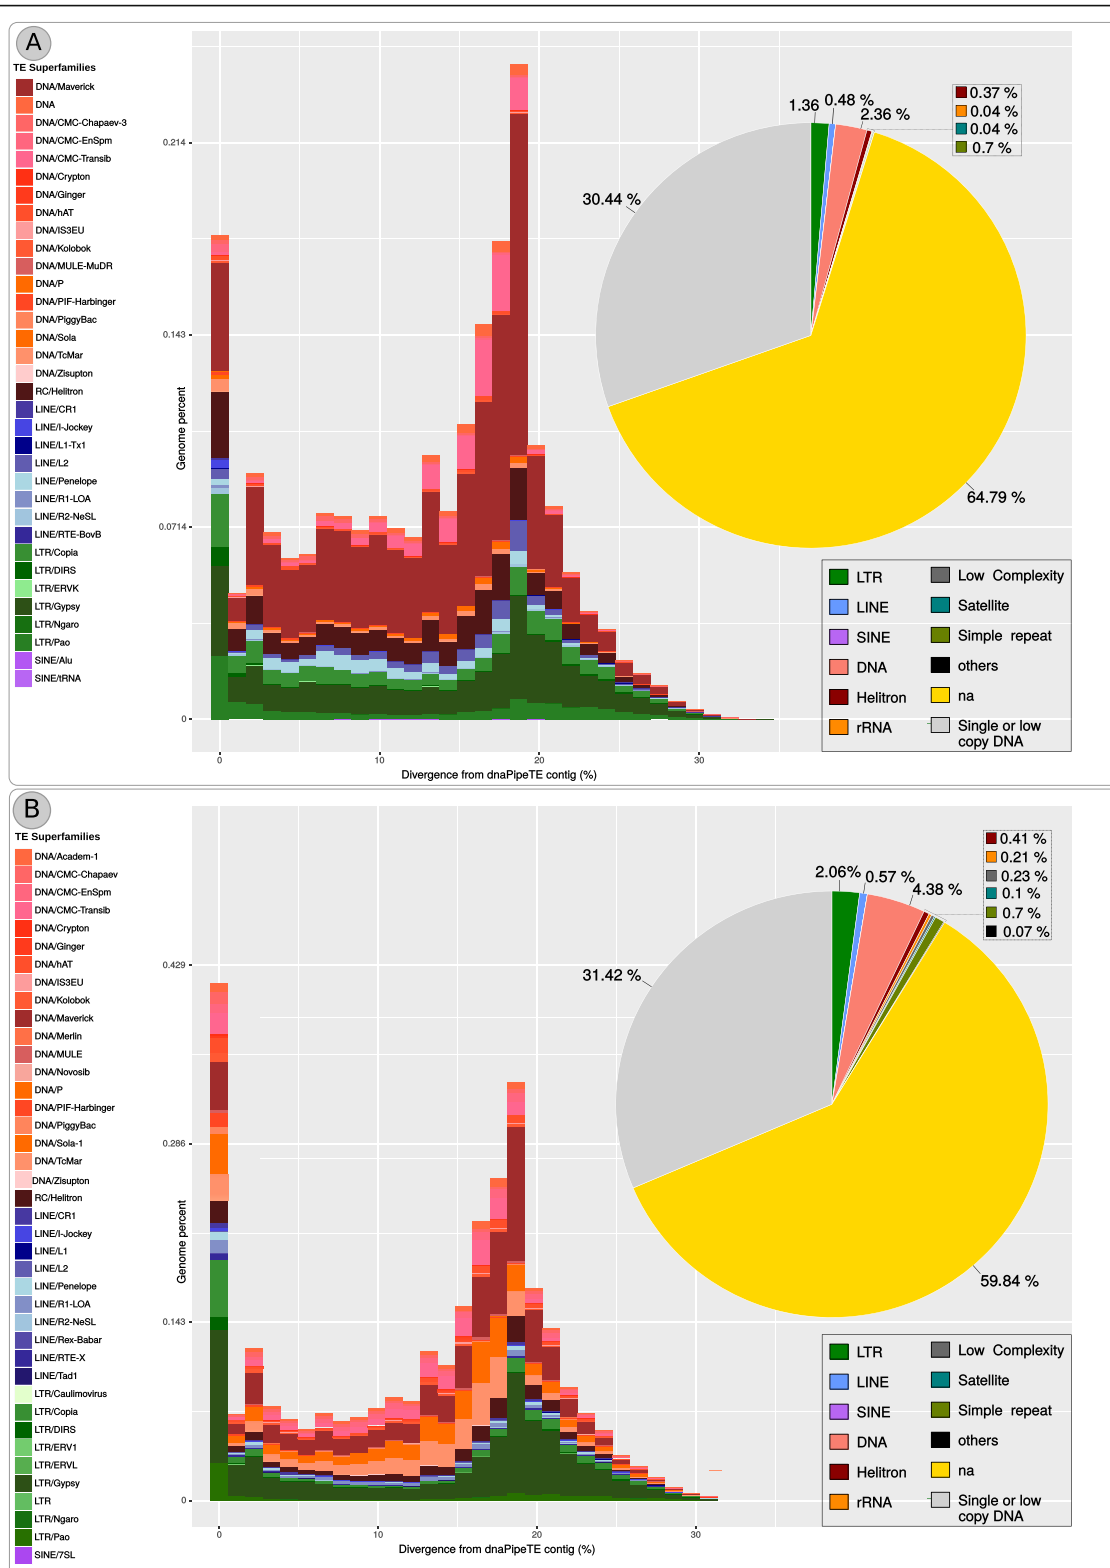 A
TE Superfamilies
DNA/Maverick
DNA
DNA/CMC-Chapaev-3
DNA/CMC-EnSpm
DNA/CMC-Transib
DNA/Crypton
DNA/Ginger
DNA/hAT
DNA/IS3EU
DNA/Kolobok
DNA/MULE-MuDR
DNA/P
DNA/PIF-Harbinger
DNA/PiggyBac
DNA/Sola
DNA/TcMar
DNA/Zisupton
RC/Helitron
LINE/CR1
LINE/I-Jockey
LINE/L1-Tx1
LINE/L2
LINE/Penelope
LINE/R1-LOA
LINE/R2-NeSL
LINE/RTE-BovB
LTR/Copia
LTR/DIRS
LTR/ERVK
LTR/Gypsy
LTR/Ngaro
LTR/Pao
SINE/Alu
SINE/tRNA
Genome percent
0.214
0.143
0.0714
0
0
10
20
30
Divergence from dnaPipeTE contig (%)
1.36
0.48 %
2.36 %
0.37 %
0.04 %
0.04 %
0.7 %
30.44 %
64.79 %
LTR
LINE
SINE
DNA
Helitron
rRNA
Low Complexity
Satellite
Simple repeat
others
na
Single or low
copy DNA
B
TE Superfamilies
DNA/Academ-1
DNA/CMC-Chapaev
DNA/CMC-EnSpm
DNA/CMC-Transib
DNA/Crypton
DNA/Ginger
DNA/hAT
DNA/IS3EU
DNA/Kolobok
DNA/Maverick
DNA/Merlin
DNA/MULE
DNA/Novosib
DNA/P
DNA/PIF-Harbinger
DNA/PiggyBac
DNA/Sola-1
DNA/TcMar
DNA/Zisupton
RC/Helitron
LINE/CR1
LINE/I-Jockey
LINE/L1
LINE/L2
LINE/Penelope
LINE/R1-LOA
LINE/R2-NeSL
LINE/Rex-Babar
LINE/RTE-X
LINE/Tad1
LTR/Caulimovirus
LTR/Copia
LTR/DIRS
LTR/ERV1
LTR/ERVL
LTR/Gypsy
LTR
LTR/Ngaro
LTR/Pao
SINE/7SL
Genome percent
0.429
0.286
0.143
0
0
10
20
30
Divergence from dnaPipeTE contig (%)
2.06%
0.57 %
4.38 %
0.41 %
0.21 %
0.23 %
0.1 %
0.7 %
0.07 %
31.42 %
59.84 %
LTR
LINE
SINE
DNA
Helitron
rRNA
Low Complexity
Satellite
Simple repeat
others
na
Single or low
copy DNA